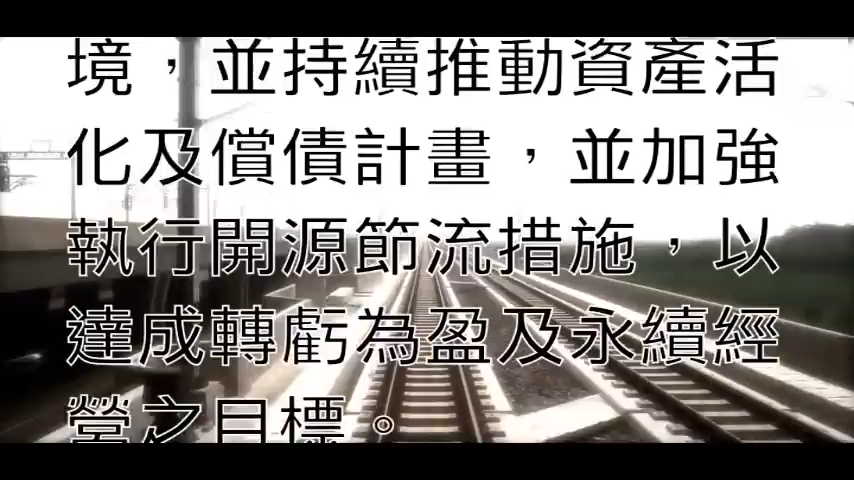 境，並持續推動資產活
化及償債計畫，並加強
執行開源節流措施，以
達成轉虧為盈及永續經
營之目標。